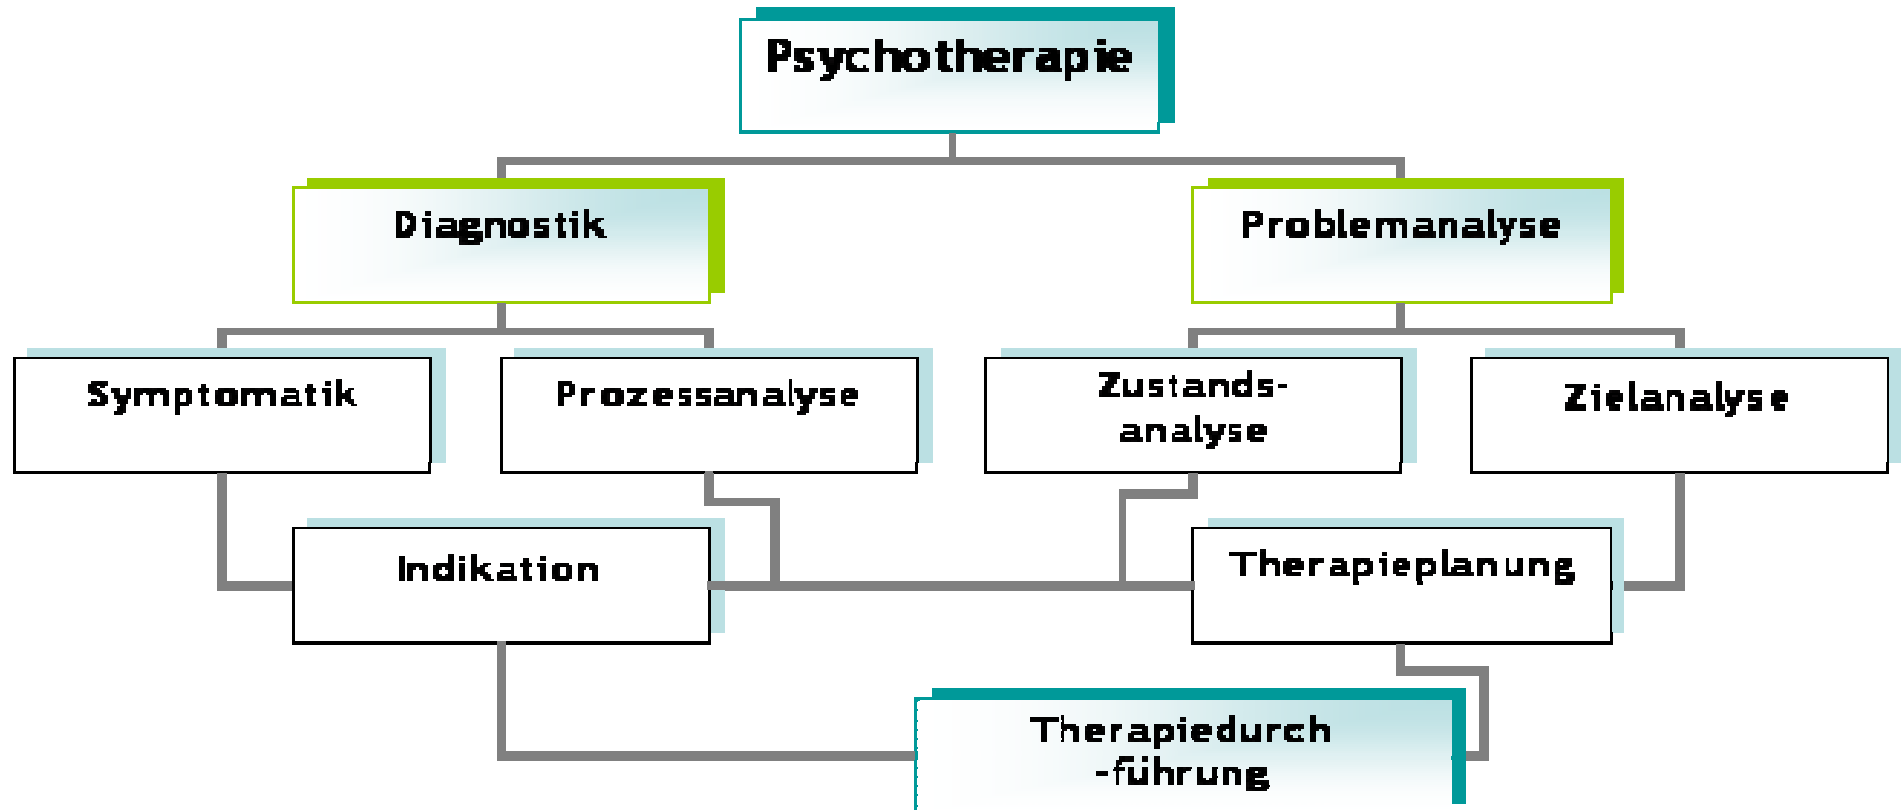 Psychotherapie
Diagnostik
Problemanalyse
Symptomatik
Prozessanalyse
Zustands-
analyse
Zielanalyse
Indikation
Therapieplanung
Therapiedurch
-führung